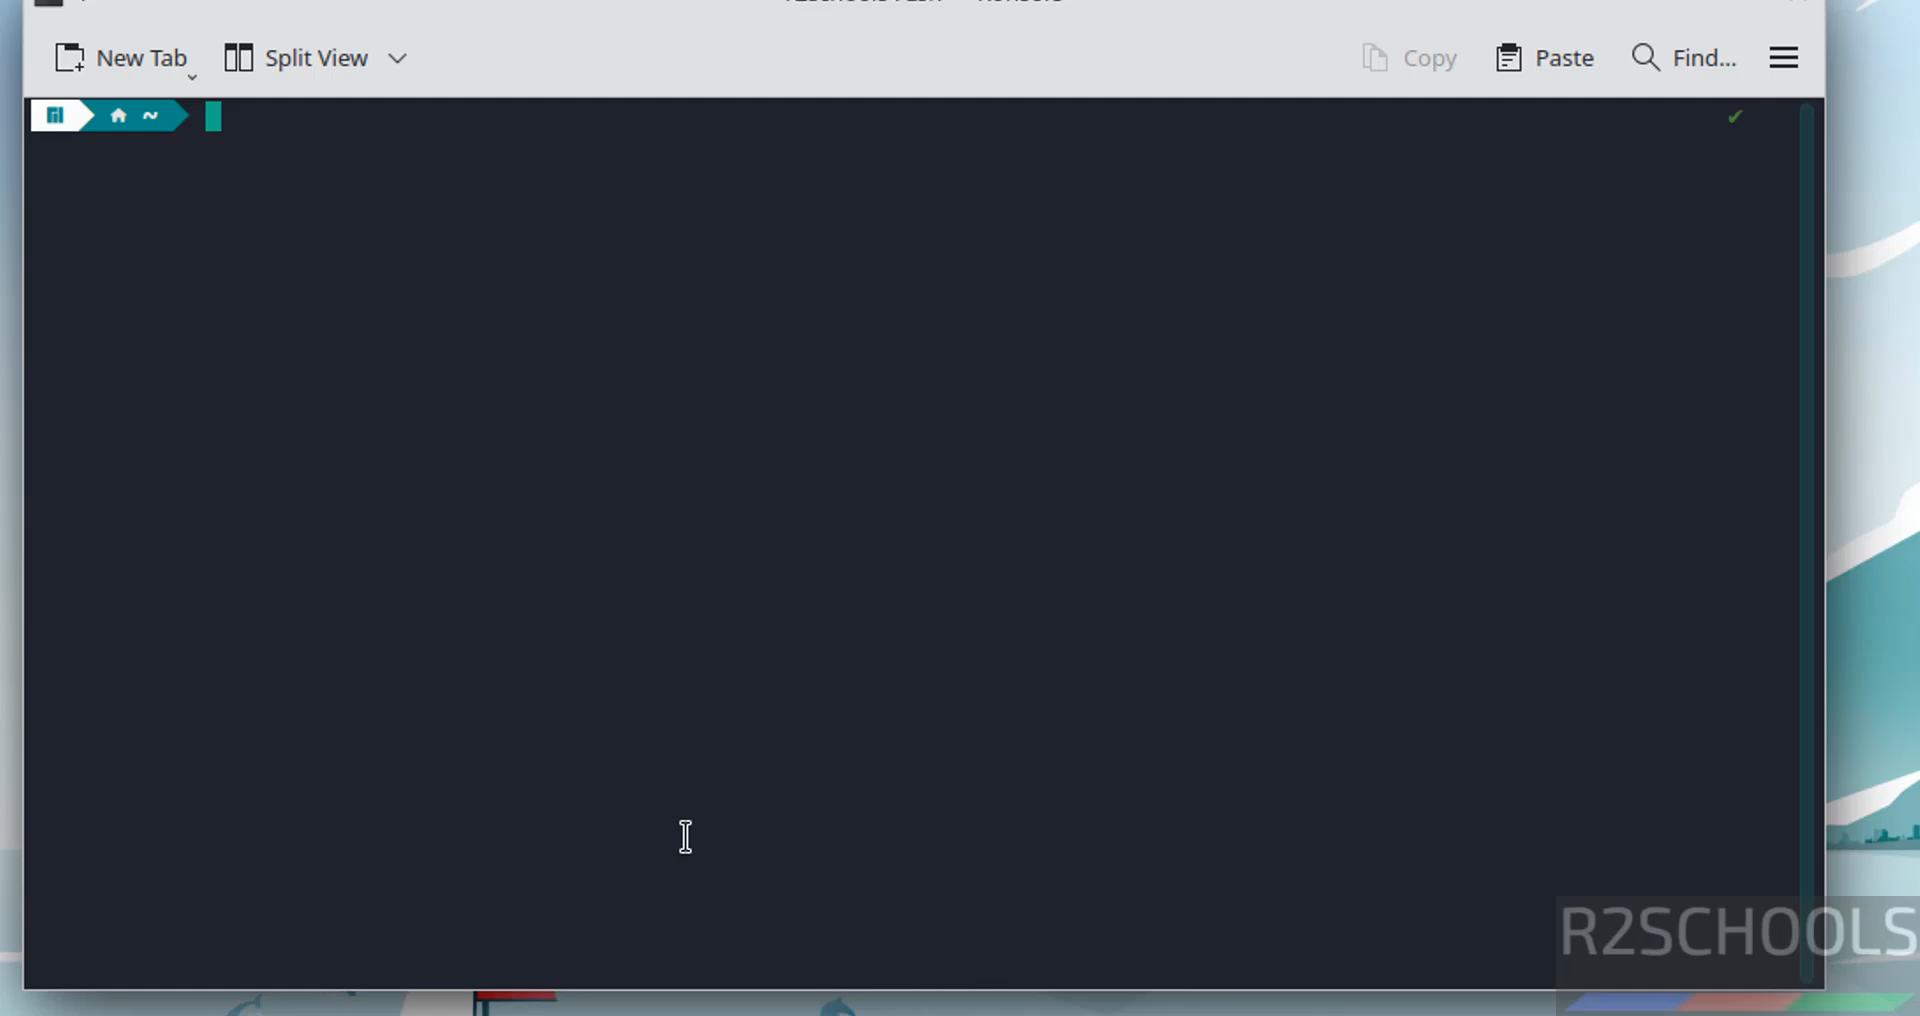 New Tab
Split View
Copy
Paste
Find...
~
✔
R2SCHOOLS